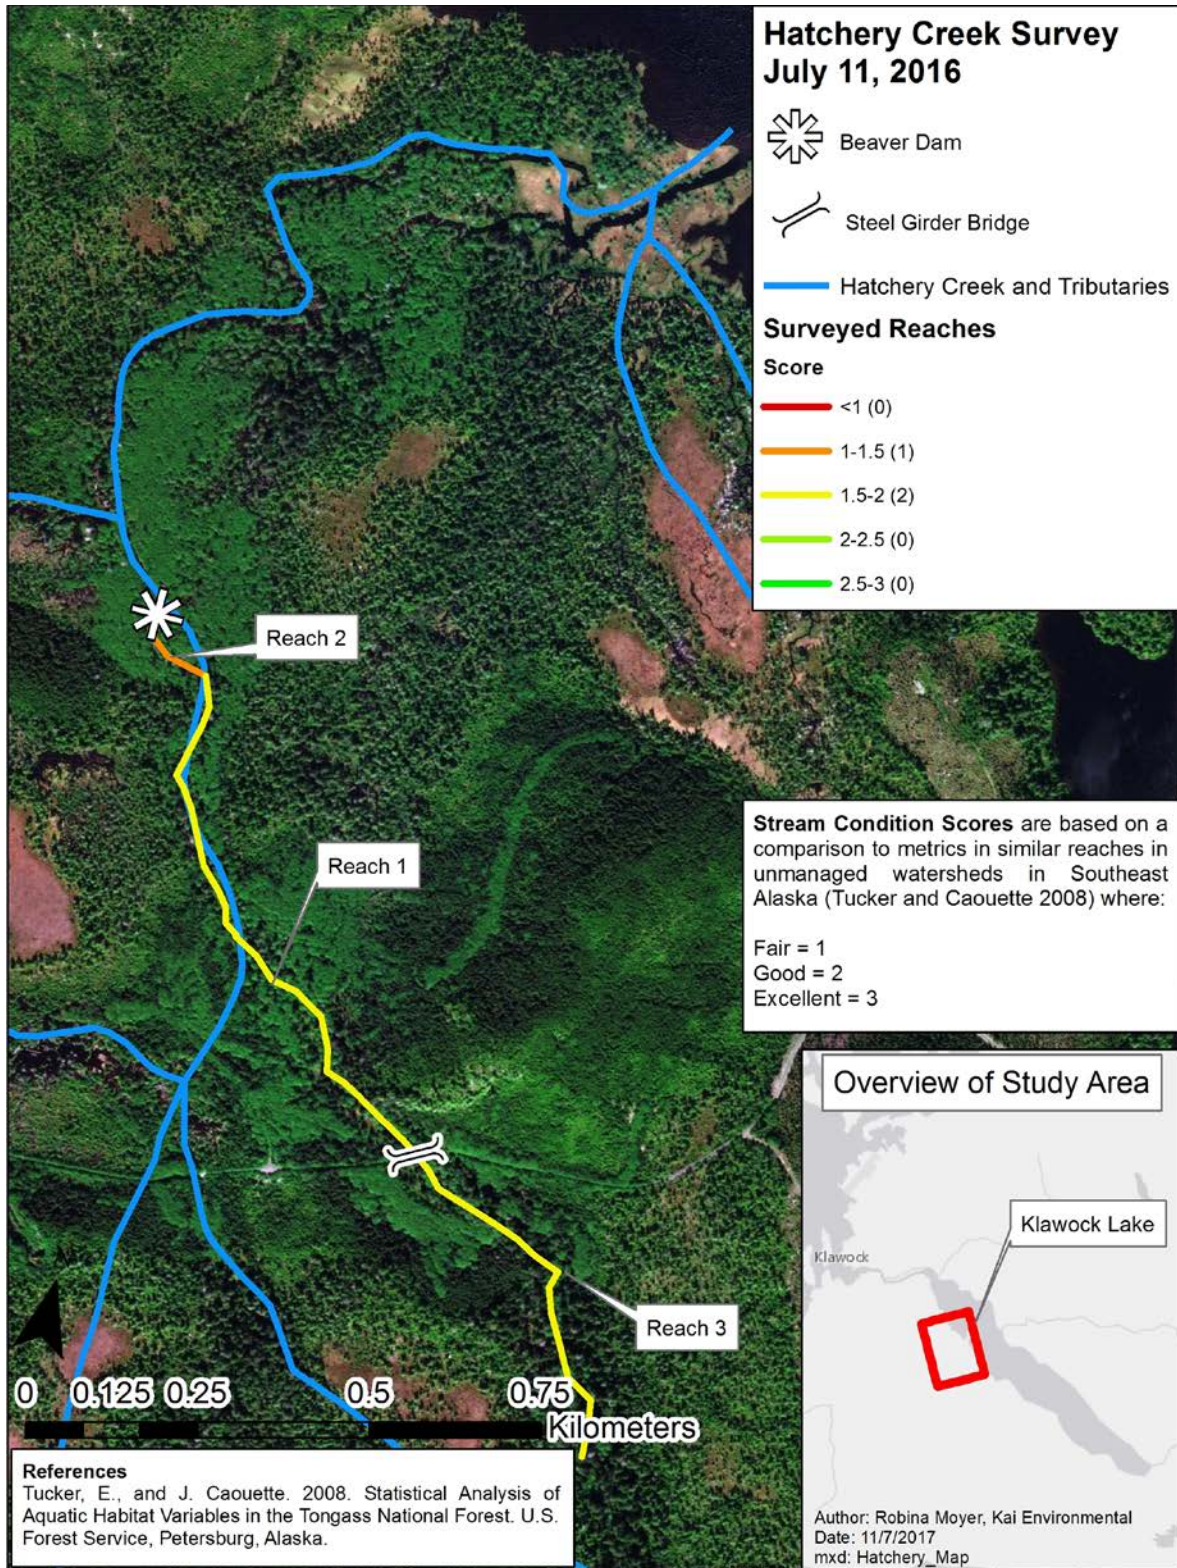 Hatchery Creek Survey
July 11, 2016
Beaver Dam
Steel Girder Bridge
Hatchery Creek and Tributaries
Surveyed Reaches
Score
<1 (0)
1-1.5 (1)
1.5-2 (2)
2-2.5 (0)
2.5-3 (0)
Reach 2
Reach 1
Stream Condition Scores are based on a
comparison to metrics in similar reaches in
unmanaged watersheds in Southeast
Alaska (Tucker and Caouette 2008) where:
Fair = 1
Good = 2
Excellent = 3
Overview of Study Area
Klawock Lake
Klawock
Reach 3
0 0.125 0.25 0.5 0.75
Kilometers
References
Tucker, E., and J. Caouette. 2008. Statistical Analysis of
Aquatic Habitat Variables in the Tongass National Forest. U.S.
Forest Service, Petersburg, Alaska.
Author: Robina Moyer, Kai Environmental
Date: 11/7/2017
mxd: Hatchery_Map